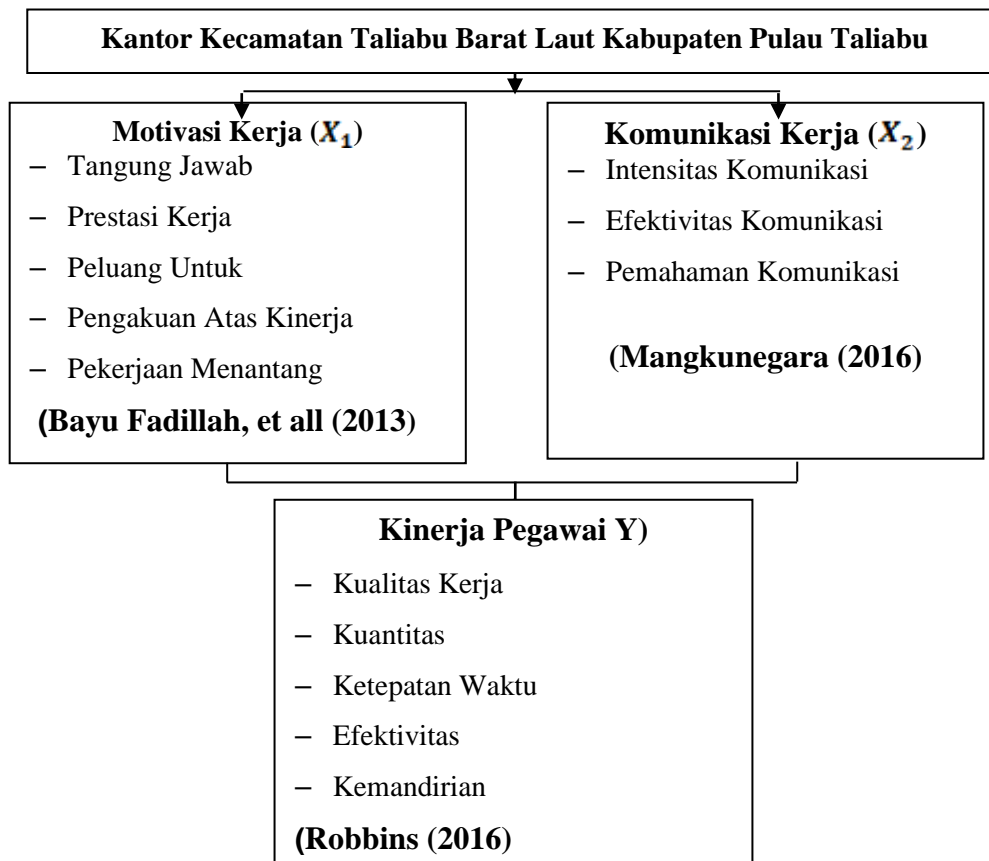 Kantor Kecamatan Taliabu Barat Laut Kabupaten Pulau Taliabu
Motivasi Kerja (X₁)
– Tangung Jawab
– Prestasi Kerja
– Peluang Untuk
– Pengakuan Atas Kinerja
– Pekerjaan Menantang
(Bayu Fadillah, et all (2013)
Komunikasi Kerja (X₂)
– Intensitas Komunikasi
– Efektivitas Komunikasi
– Pemahaman Komunikasi
(Mangkunegara (2016)
Kinerja Pegawai Y)
– Kualitas Kerja
– Kuantitas
– Ketepatan Waktu
– Efektivitas
– Kemandirian
(Robbins (2016)